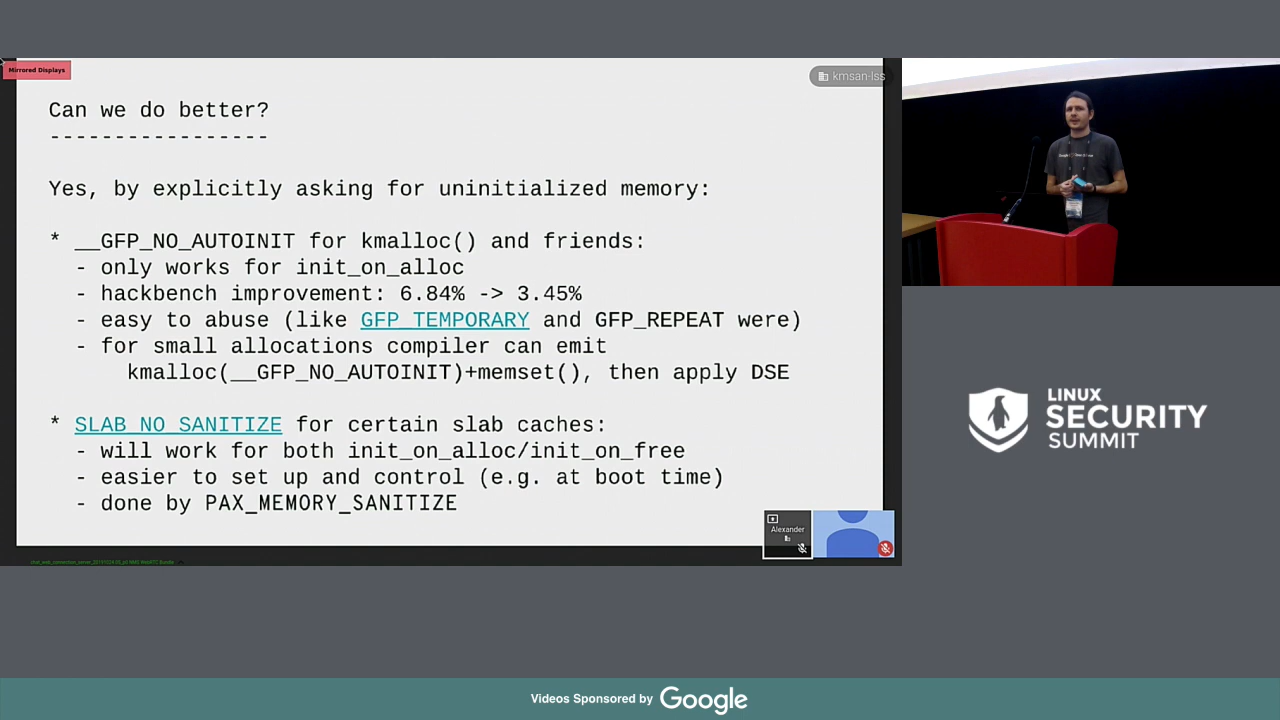 Mirrored Displays
kmsan-lss
Can we do better?
-----------------
Yes, by explicitly asking for uninitialized memory:
* __GFP_NO_AUTOINIT for kmalloc() and friends:
- only works for init_on_alloc
- hackbench improvement: 6.84% -> 3.45%
- easy to abuse (like GFP_TEMPORARY and GFP_REPEAT were)
- for small allocations compiler can emit
kmalloc(__GFP_NO_AUTOINIT)+memset(), then apply DSE
* SLAB_NO_SANITIZE for certain slab caches:
- will work for both init_on_alloc/init_on_free
- easier to set up and control (e.g. at boot time)
- done by PAX_MEMORY_SANITIZE
Alexander
LINUX
SECURITY
SUMMIT
Videos Sponsored by Google